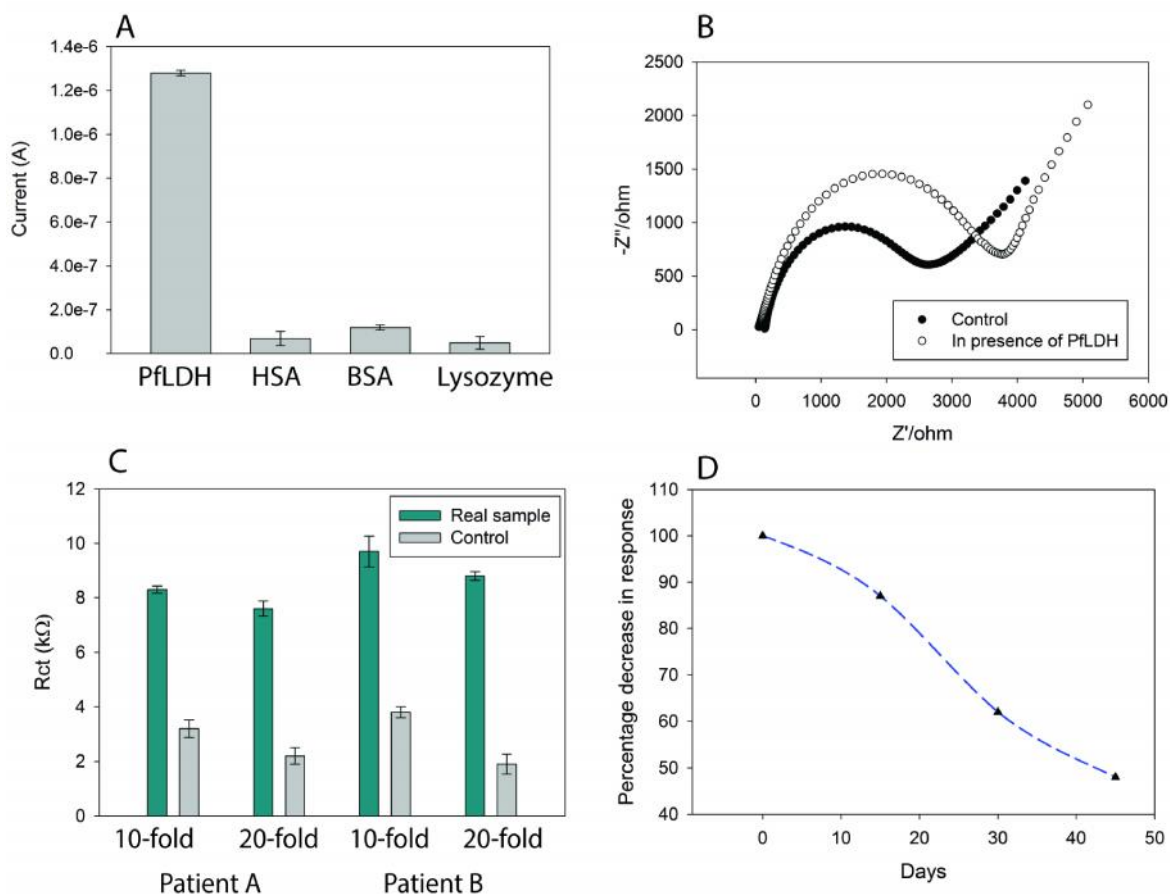 A
1.4e-6
1.2e-6
1.0e-6
8.0e-7
6.0e-7
4.0e-7
2.0e-7
0.0
Current (A)
PfLDH HSA BSA Lysozyme
B
2500
2000
1500
1000
500
0
-Z"/ohm
Control
In presence of PfLDH
0 1000 2000 3000 4000 5000 6000
Z'/ohm
C
12
10
8
6
4
2
0
Rct (kΩ)
Real sample
Control
10-fold 20-fold 10-fold 20-fold
Patient A Patient B
D
110
100
90
80
70
60
50
40
Percentage decrease in response
0 10 20 30 40 50
Days